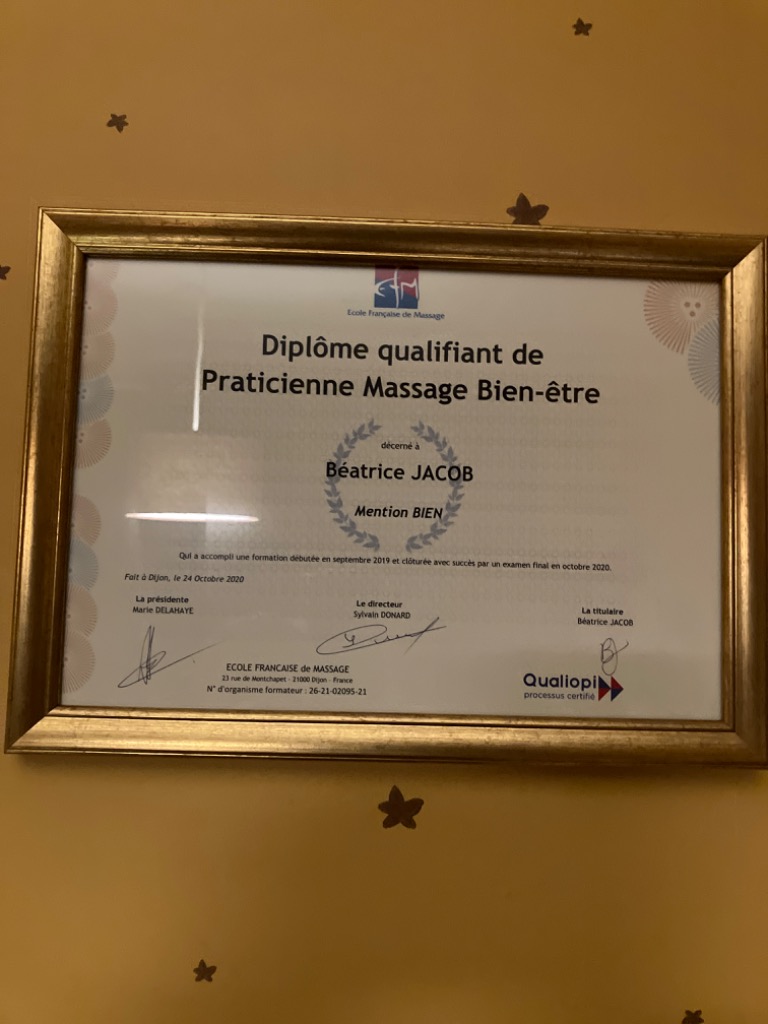 EFM
Ecole Française de Massage
Diplôme qualifiant de
Praticienne Massage Bien-être
décerné à
Béatrice JACOB
Mention BIEN
Qui a accompli une formation débutée en septembre 2019 et clôturée avec succès par un examen final en octobre 2020.
Fait à Dijon, le 24 Octobre 2020
La présidente
Marie DELAHAYE
Le directeur
Sylvain DONARD
La titulaire
Béatrice JACOB
ECOLE FRANCAISE de MASSAGE
23 rue de Montchapet - 21000 Dijon - France
N° d'organisme formateur : 26-21-02095-21
Qualiopi
processus certifié